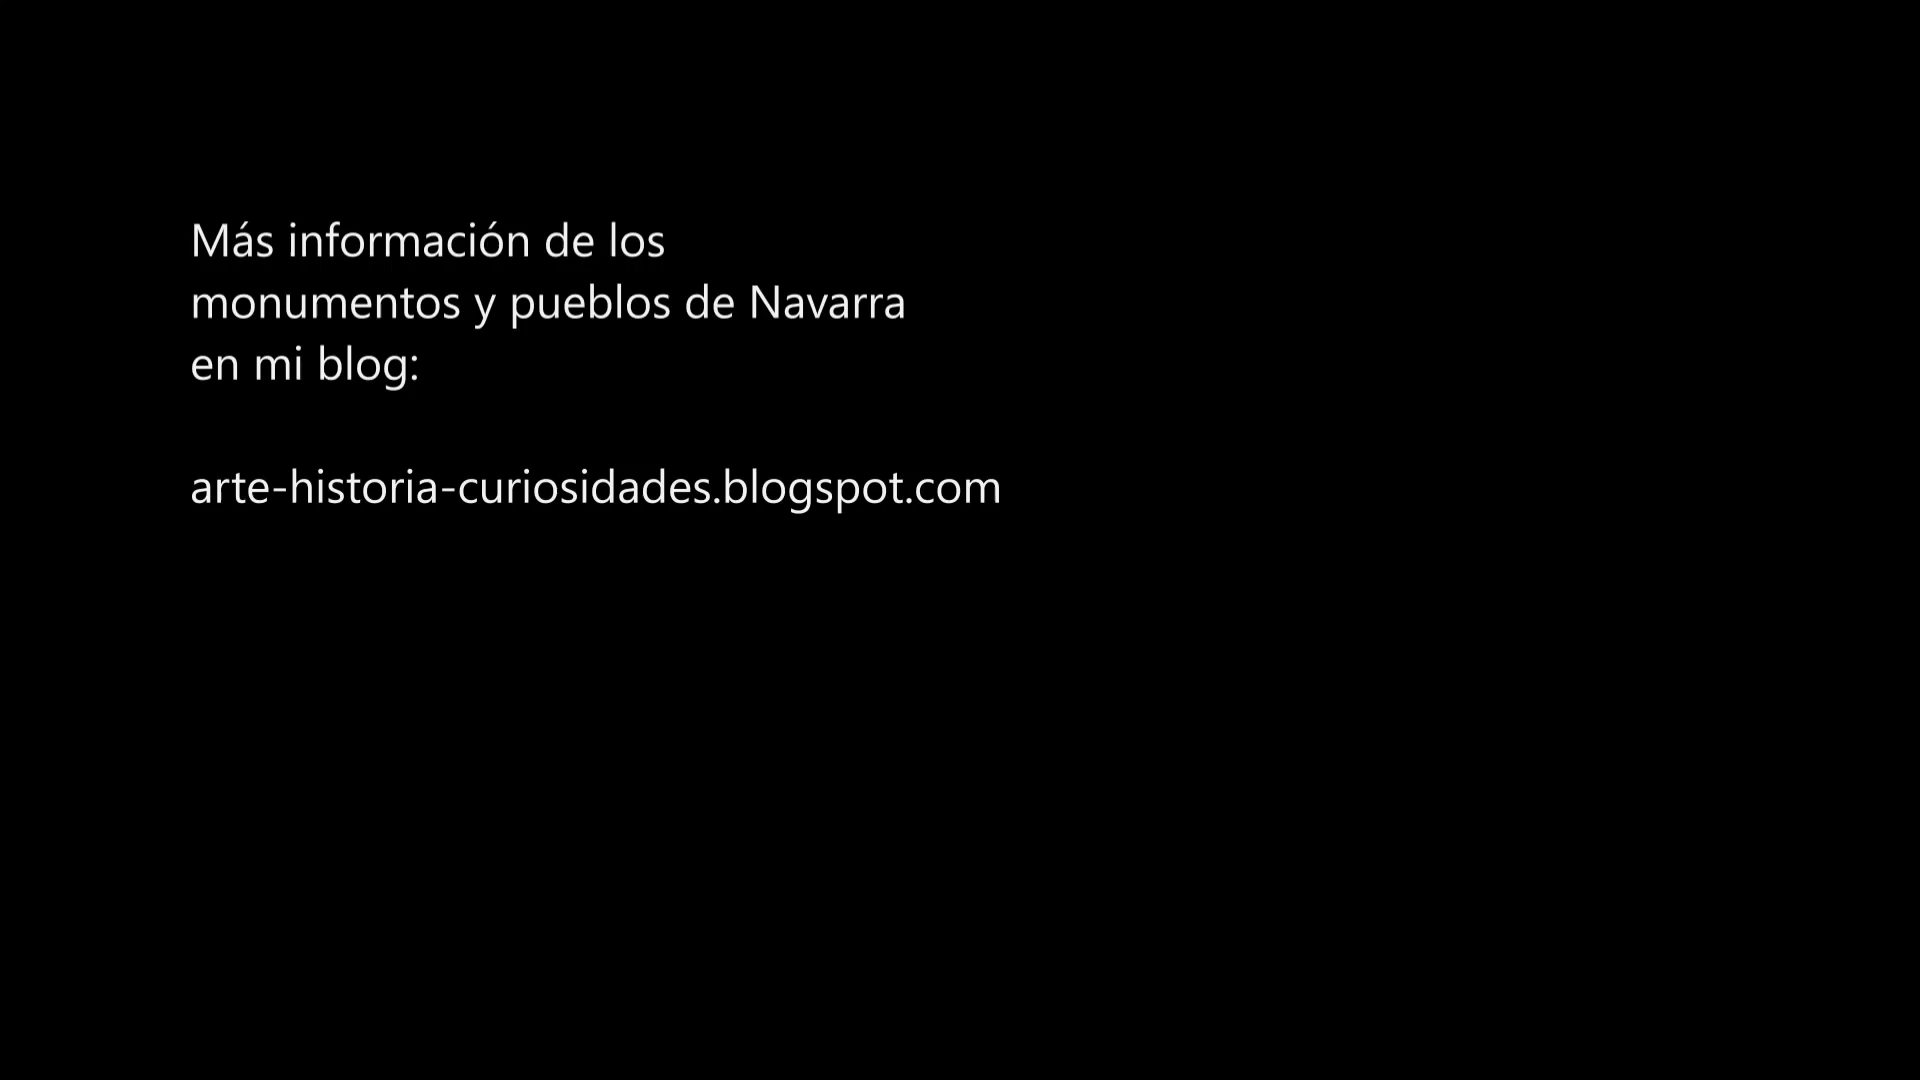 Más información de los
monumentos y pueblos de Navarra
en mi blog:
arte-historia-curiosidades.blogspot.com